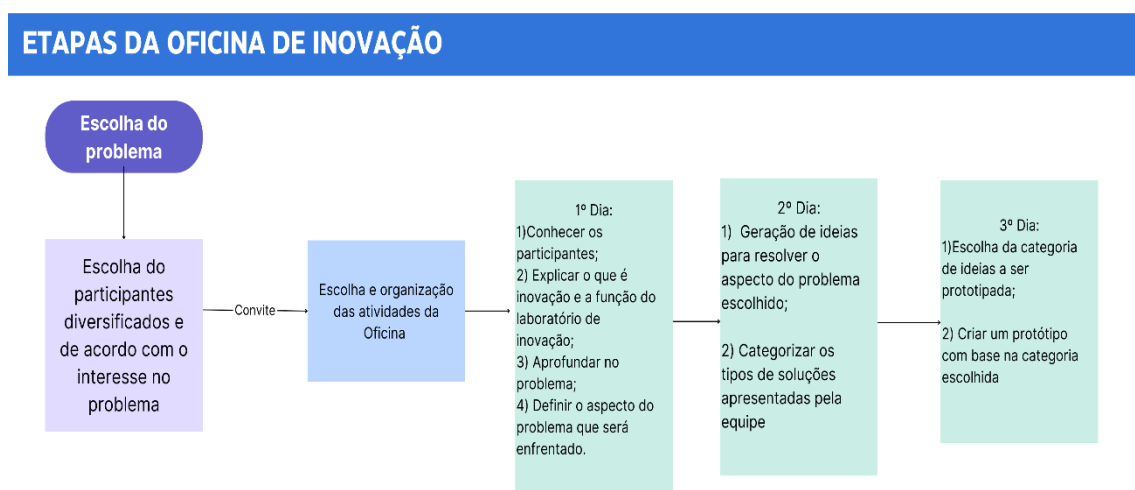 ETAPAS DA OFICINA DE INOVAÇÃO
Escolha do
problema
Escolha do
participantes
diversificados e
de acordo com o
interesse no
problema
Convite
Escolha e organização
das atividades da
Oficina
1º Dia:
1)Conhecer os
participantes;
2) Explicar o que é
inovação e a função do
laboratório de
inovação;
3) Aprofundar no
problema;
4) Definir o aspecto do
problema que será
enfrentado.
2º Dia:
1) Geração de ideias
para resolver o
aspecto do problema
escolhido;
2) Categorizar os
tipos de soluções
apresentadas pela
equipe
3º Dia:
1)Escolha da categoria
de ideias a ser
prototipada;
2) Criar um protótipo
com base na categoria
escolhida